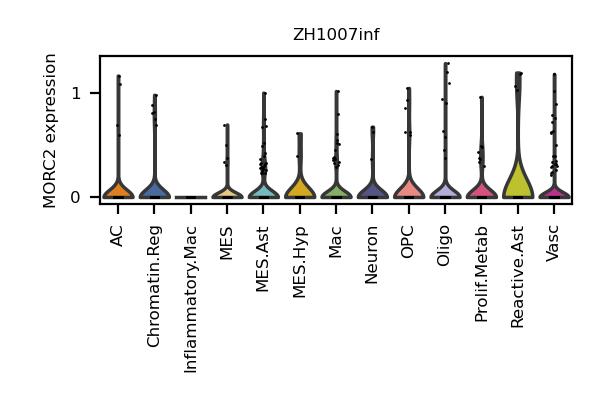 ZH1007inf
MORC2 expression
1
0
AC
Chromatin.Reg
Inflammatory.Mac
MES
MES.Ast
MES.Hyp
Mac
Neuron
OPC
Oligo
Prolif.Metab
Reactive.Ast
Vasc